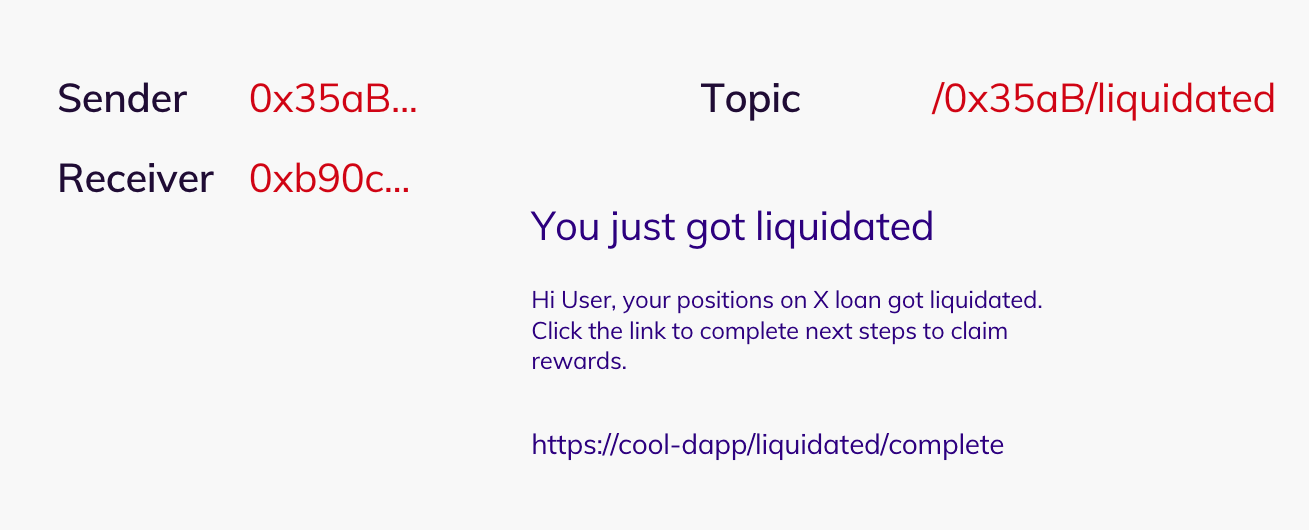 Sender 0x35aB... Topic /0x35aB/liquidated
Receiver 0xb90c...
You just got liquidated
Hi User, your positions on X loan got liquidated.
Click the link to complete next steps to claim
rewards.
https://cool-dapp/liquidated/complete